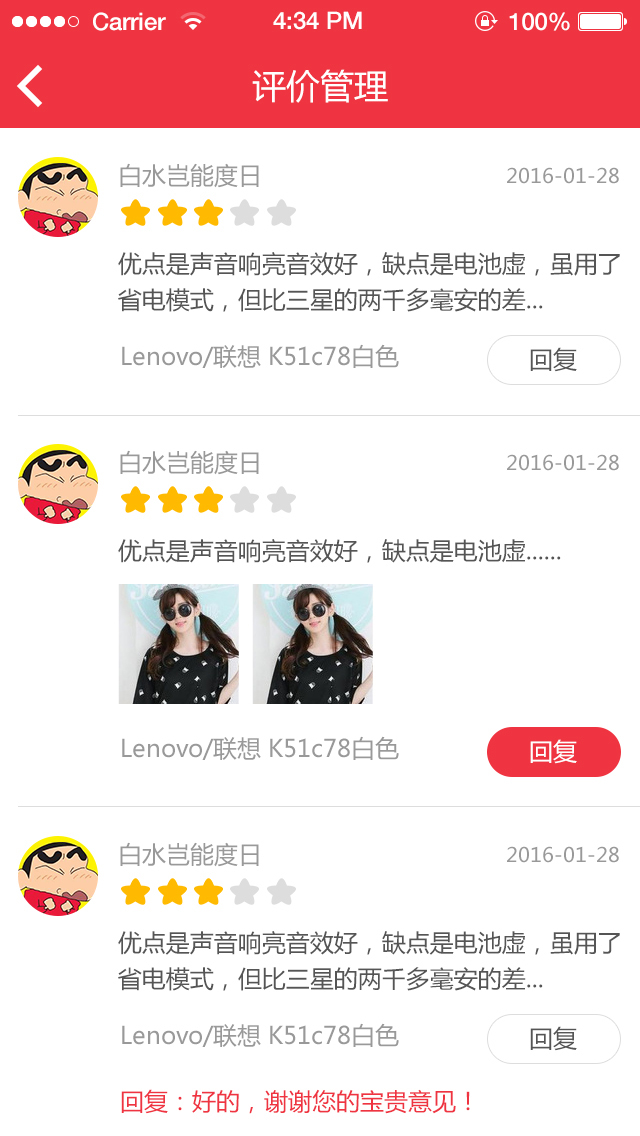 Carrier 4:34 PM 100%
评价管理
白水岂能度日 2016-01-28
优点是声音响亮音效好，缺点是电池虚，虽用了
省电模式，但比三星的两千多毫安的差...
Lenovo/联想 K51c78白色 回复
白水岂能度日 2016-01-28
优点是声音响亮音效好，缺点是电池虚......
Lenovo/联想 K51c78白色 回复
白水岂能度日 2016-01-28
优点是声音响亮音效好，缺点是电池虚，虽用了
省电模式，但比三星的两千多毫安的差...
Lenovo/联想 K51c78白色 回复
回复：好的，谢谢您的宝贵意见！